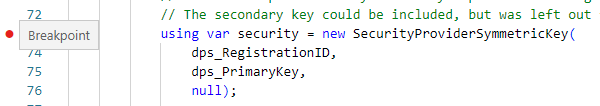 72 // The secondary key could be included, but was left out
Breakpoint using var security = new SecurityProviderSymmetricKey(
74 dps_RegistrationID,
75 dps_PrimaryKey,
76 null);